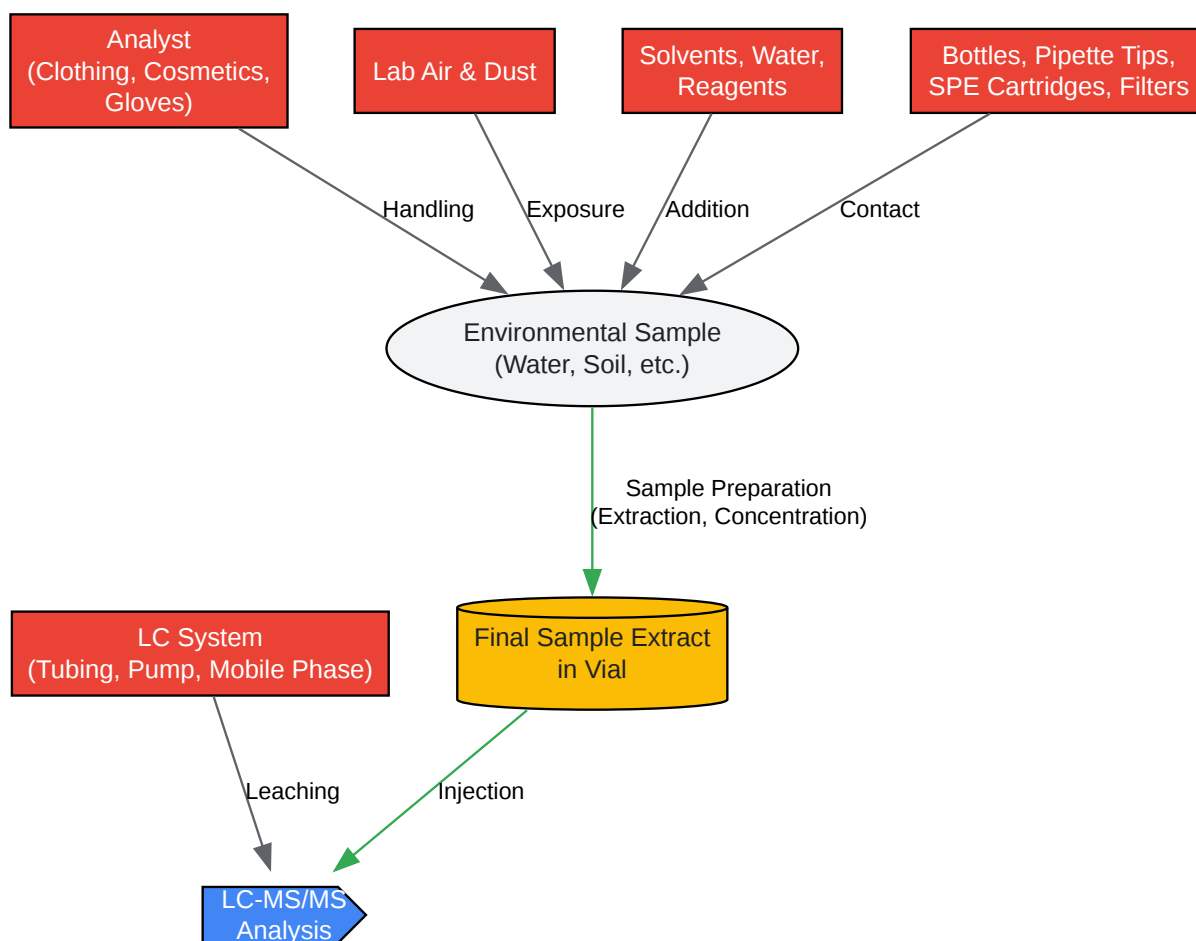 Analyst
(Clothing, Cosmetics,
Gloves)
Lab Air & Dust
Solvents, Water,
Reagents
Bottles, Pipette Tips,
SPE Cartridges, Filters
Handling
Exposure
Addition
Contact
Environmental Sample
(Water, Soil, etc.)
Sample Preparation
(Extraction, Concentration)
LC System
(Tubing, Pump, Mobile Phase)
Final Sample Extract
in Vial
Leaching
Injection
LC-MS/MS
Analysis